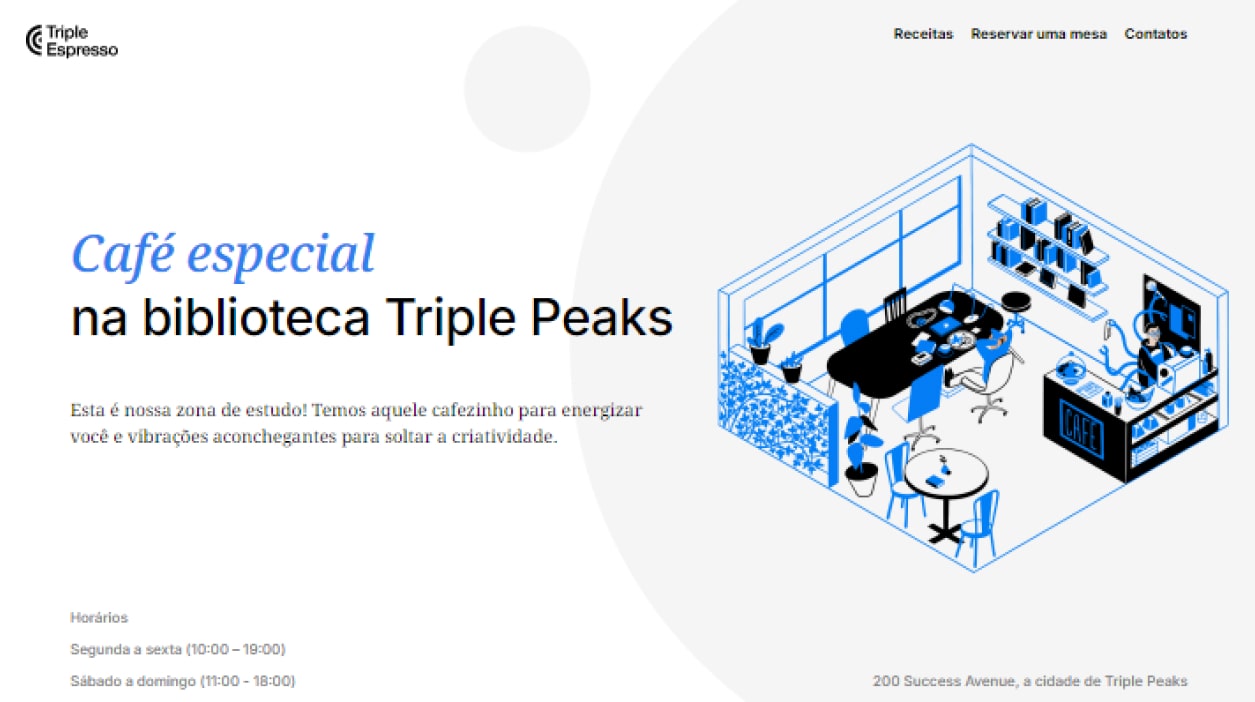 Triple
Espresso
Receitas Reservar uma mesa Contatos
Café especial
na biblioteca Triple Peaks
Esta é nossa zona de estudo! Temos aquele cafezinho para energizar
você e vibrações aconchegantes para soltar a criatividade.
CAFE
Horários
Segunda a sexta (10:00 – 19:00)
Sábado a domingo (11:00 - 18:00)
200 Success Avenue, a cidade de Triple Peaks